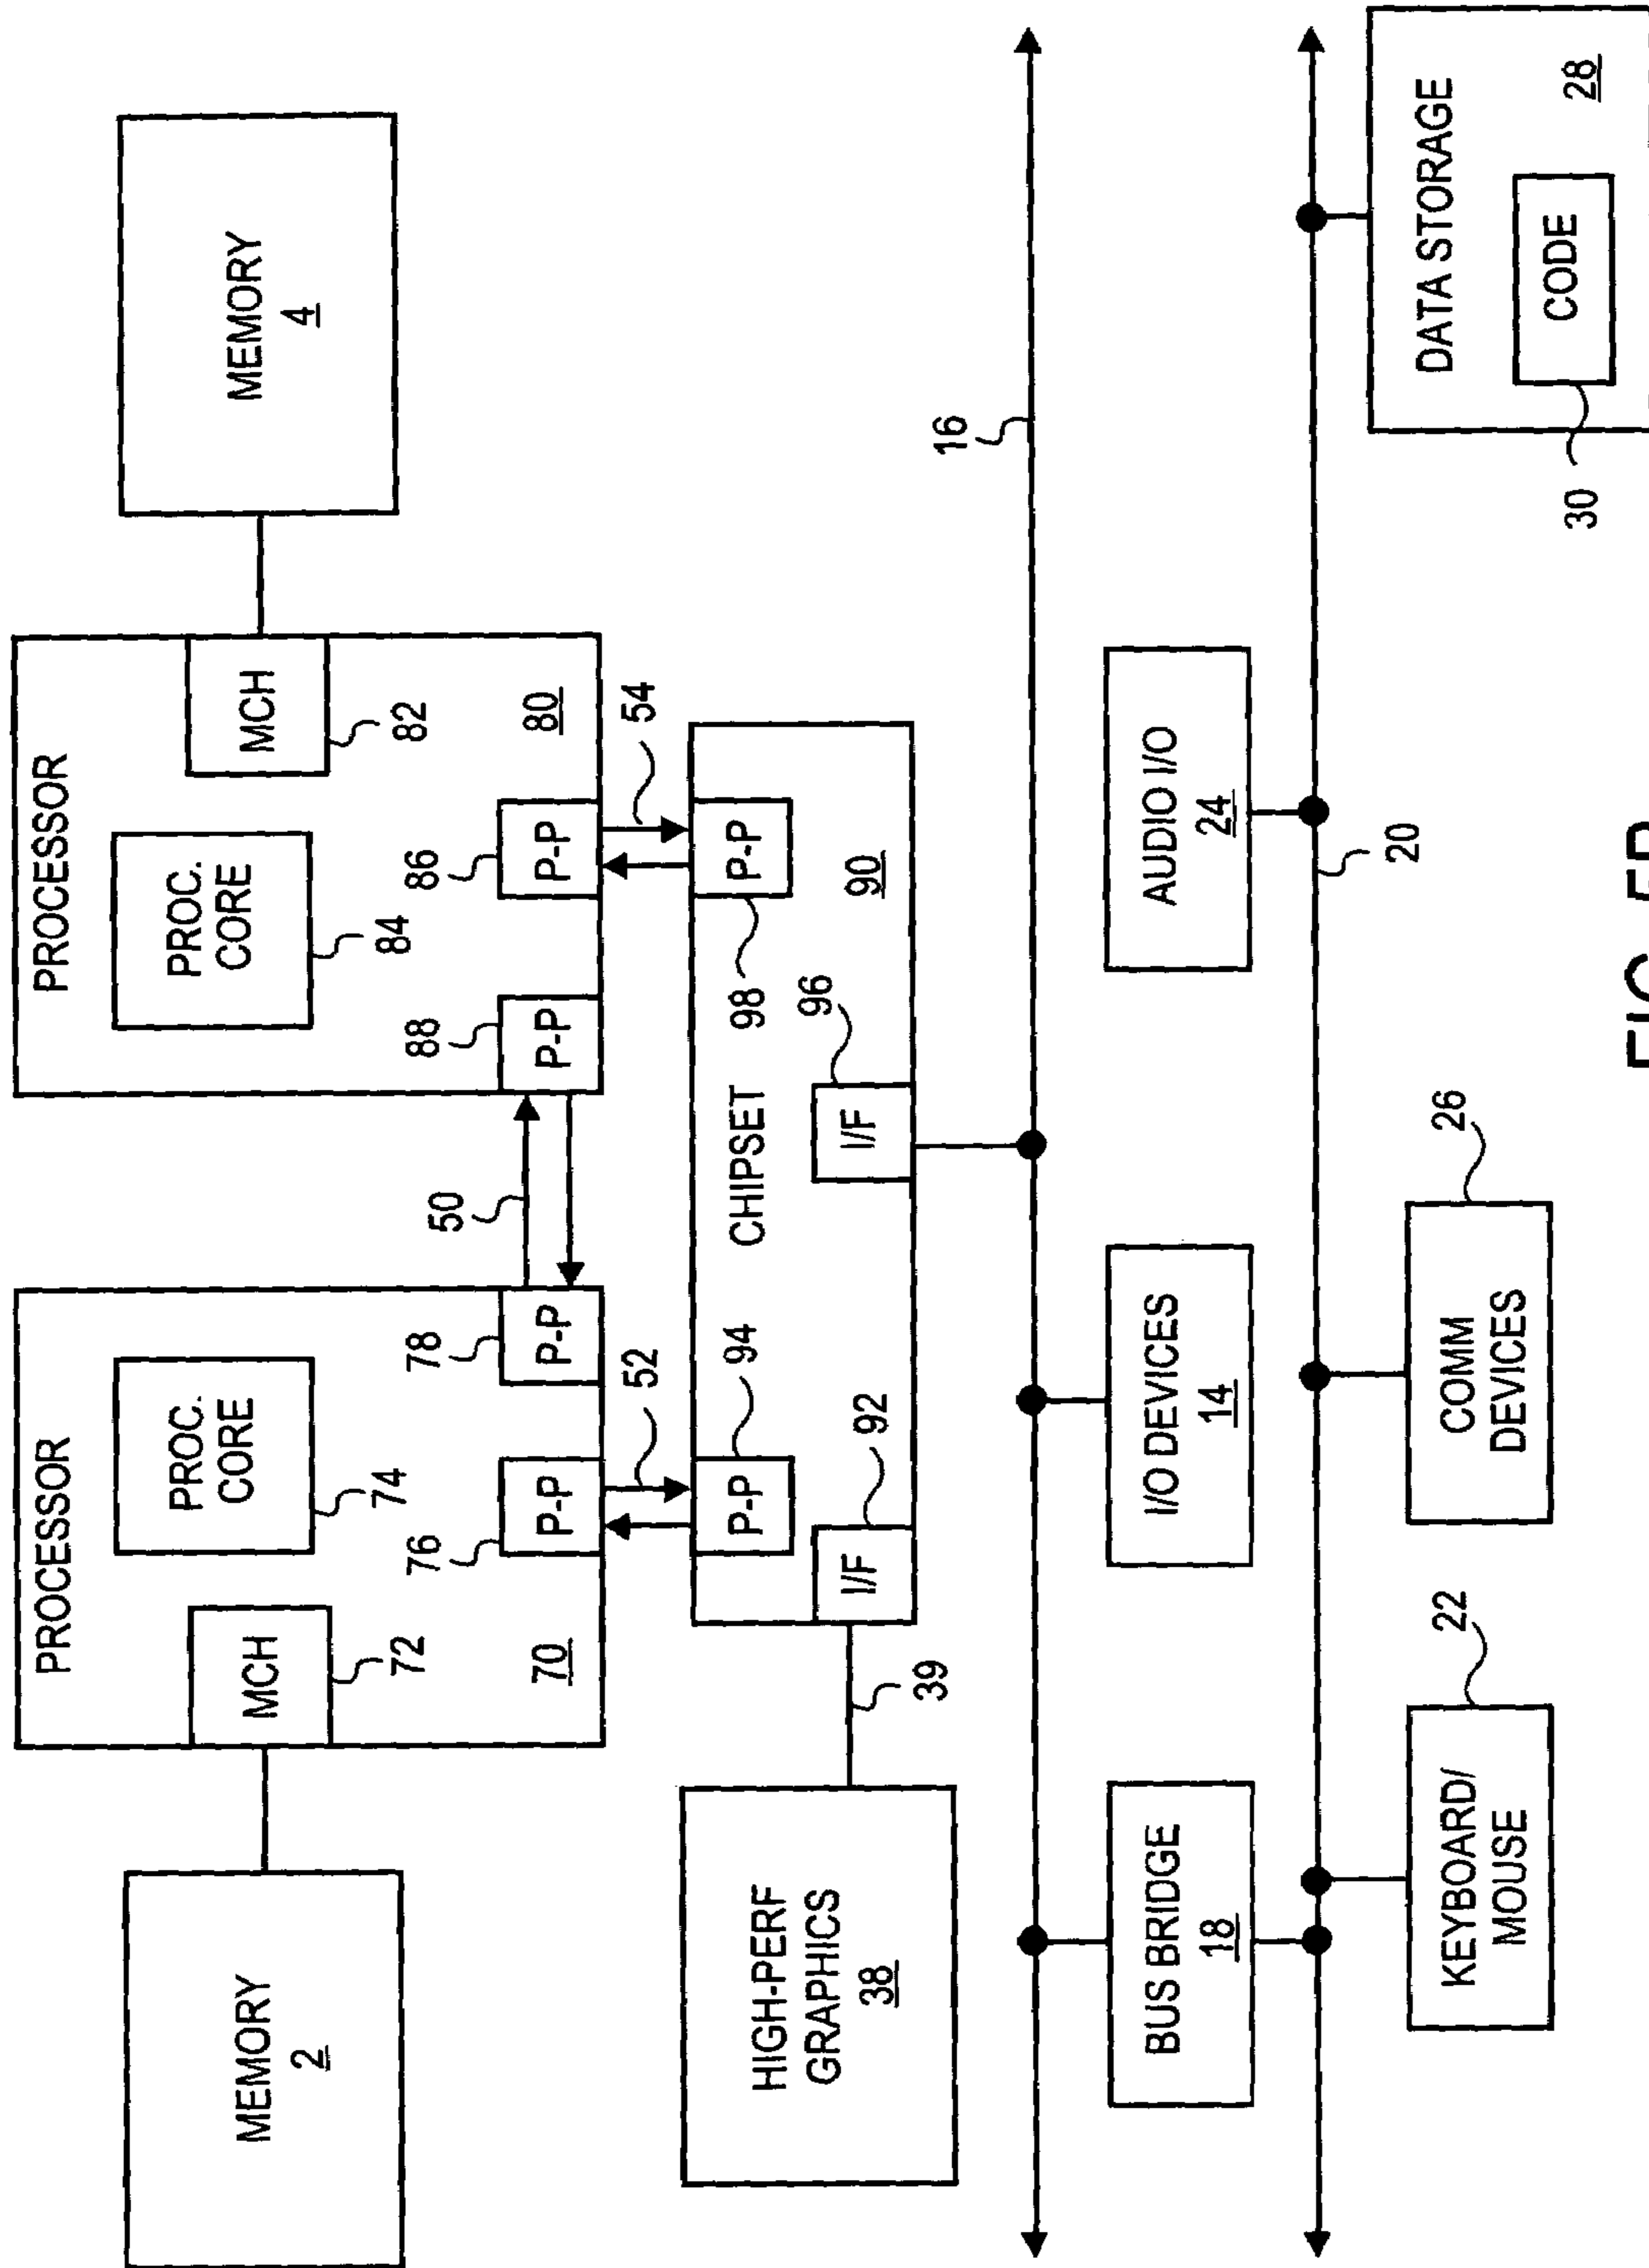 PROCESSOR
PROCESSOR
MEMORY
2
MCH
72
PROC.
CORE
74
76
P-P
78
P-P
70
50
88
P-P
PROC.
CORE
84
86
P-P
MCH
82
80
MEMORY
4
52
54
HIGH-PERF
GRAPHICS
38
39
P-P
94
I/F
92
CHIPSET
98
P-P
I/F
96
90
16
BUS BRIDGE
18
I/O DEVICES
14
AUDIO I/O
24
20
KEYBOARD/
MOUSE
22
COMM
DEVICES
26
DATA STORAGE
CODE
30
28